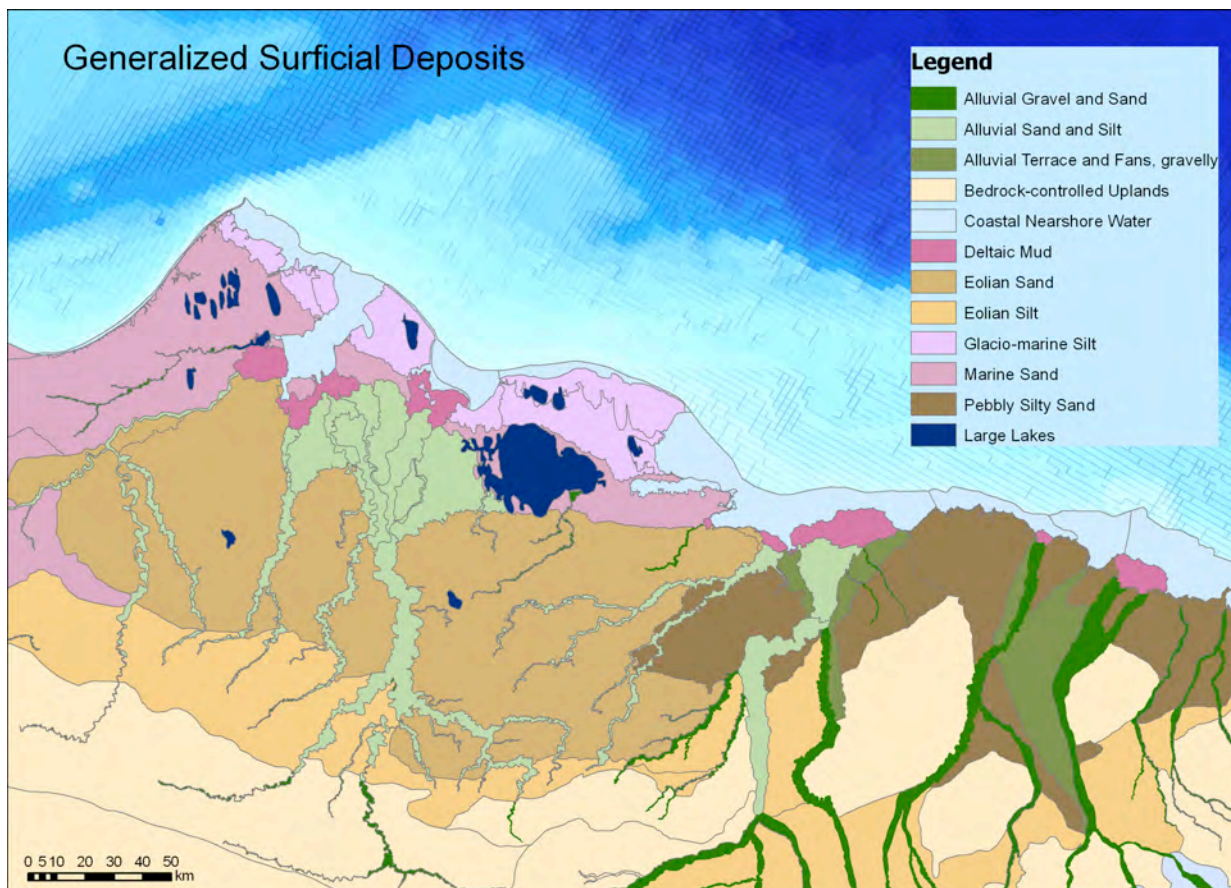 Generalized Surficial Deposits
Legend
Alluvial Gravel and Sand
Alluvial Sand and Silt
Alluvial Terrace and Fans, gravelly
Bedrock-controlled Uplands
Coastal Nearshore Water
Deltaic Mud
Eolian Sand
Eolian Silt
Glacio-marine Silt
Marine Sand
Pebbly Silty Sand
Large Lakes
0 5 10 20 30 40 50
km